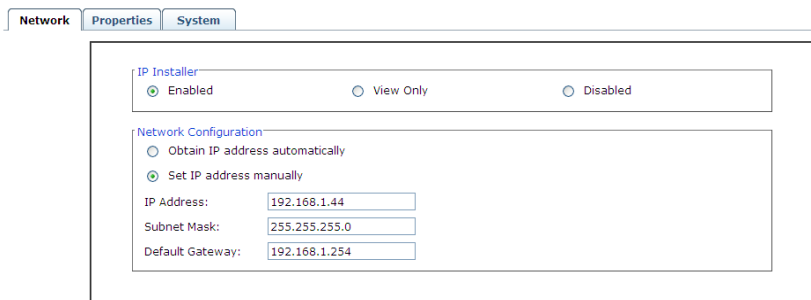 Network Properties System
IP Installer
Enabled View Only Disabled
Network Configuration
Obtain IP address automatically
Set IP address manually
IP Address: 192.168.1.44
Subnet Mask: 255.255.255.0
Default Gateway: 192.168.1.254